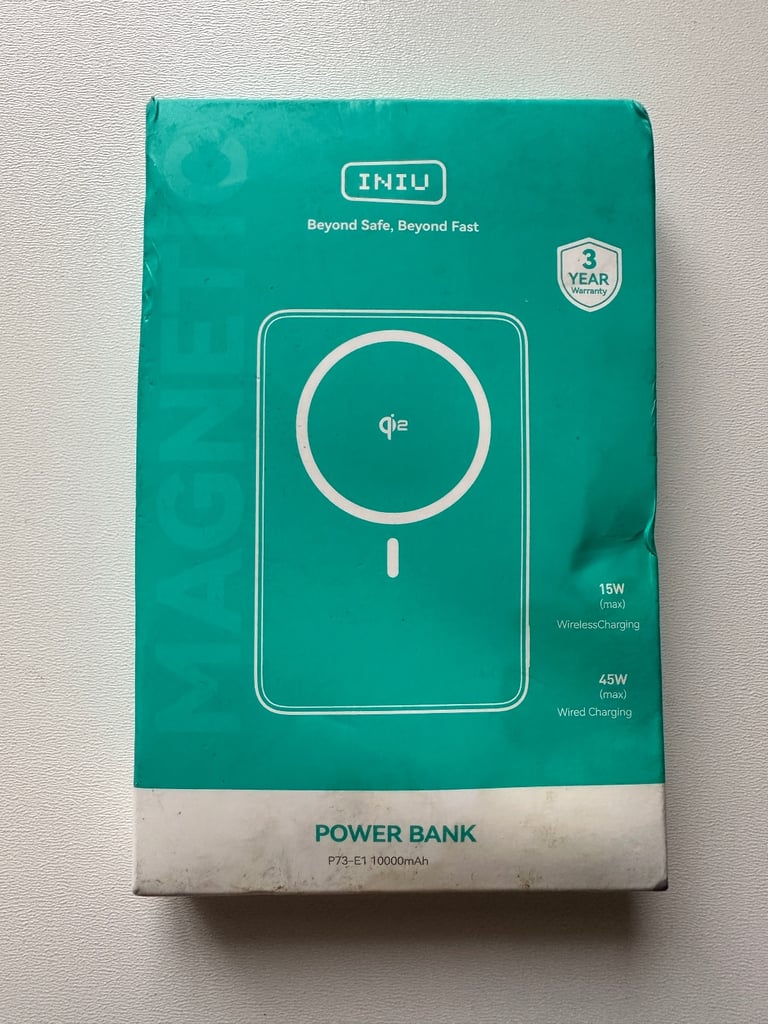 INIU
Beyond Safe, Beyond Fast
3
YEAR
Warranty
MAGNETIC
qi2
15W
(max)
WirelessCharging
45W
(max)
Wired Charging
POWER BANK
P73-E1 10000mAh